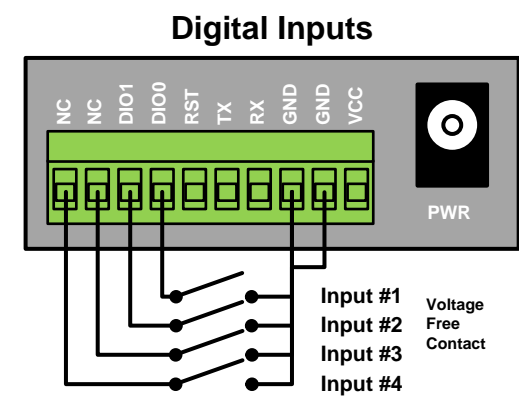 Digital Inputs
NC
NC
DIO1
DIO0
RST
TX
RX
GND
GND
VCC
PWR
Input #1
Input #2
Input #3
Input #4
Voltage
Free
Contact